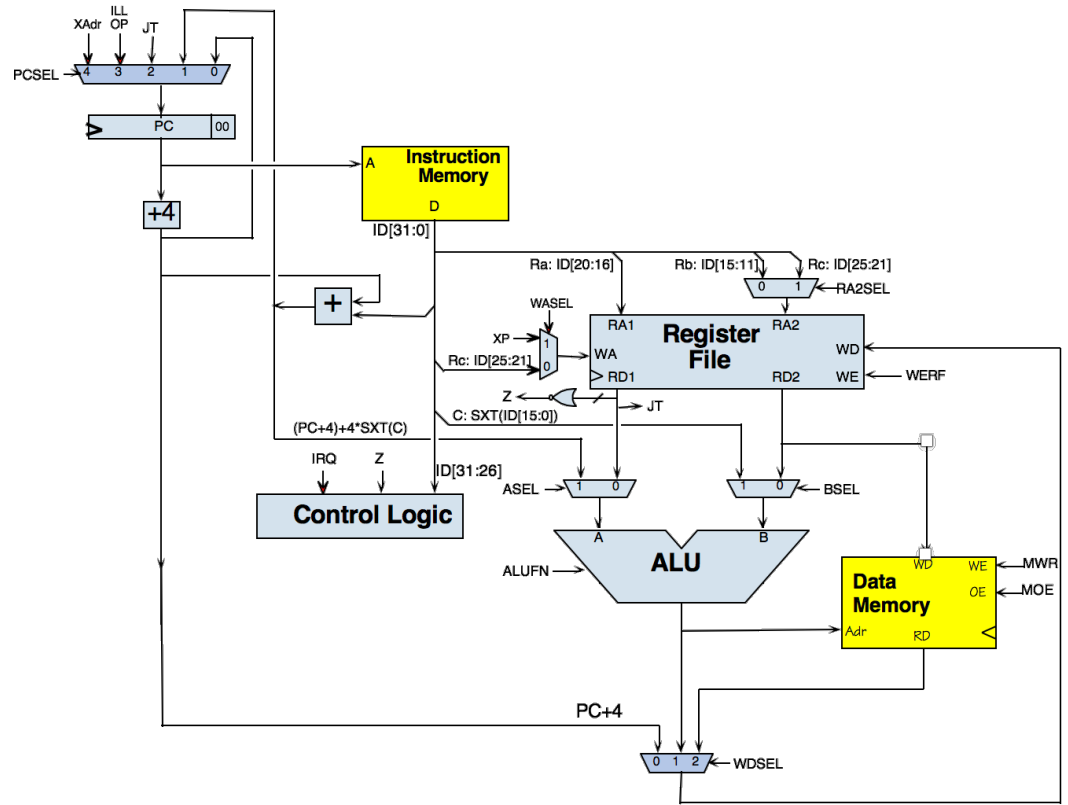 XAdr
ILL
OP
JT
PCSEL
4 3 2 1 0
PC
00
A
Instruction
Memory
D
+4
ID[31:0]
Ra: ID[20:16]
Rb: ID[15:11]
Rc: ID[25:21]
0 1
RA2SEL
+
WASEL
XP
1
0
Rc: ID[25:21]
RA1
RA2
Register
File
WA
WD
RD1
RD2
WE
WERF
Z
JT
C: SXT(ID[15:0])
(PC+4)+4*SXT(C)
IRQ
Z
ID[31:26]
Control Logic
ASEL
1 0
1 0
BSEL
A
B
ALU
ALUFN
WD
WE
MWR
Data
Memory
OE
MOE
Adr
RD
PC+4
0 1 2
WDSEL